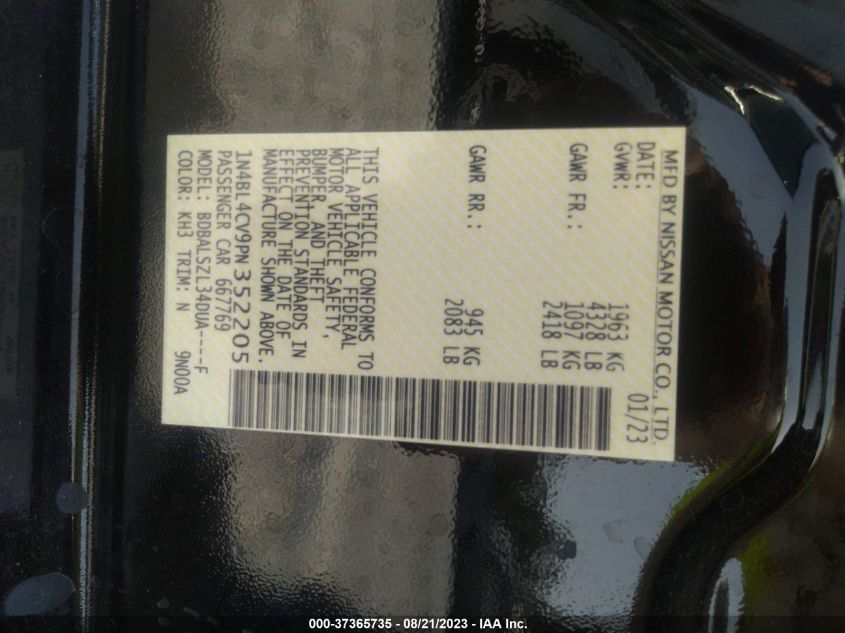 MFD BY NISSAN MOTOR CO., LTD.
DATE: 01/23
GVWR: 1963 KG
4328 LB
GAWR FR.: 1097 KG
2418 LB
GAWR RR.: 945 KG
2083 LB
THIS VEHICLE CONFORMS TO
ALL APPLICABLE FEDERAL
MOTOR VEHICLE SAFETY,
BUMPER, AND THEFT
PREVENTION STANDARDS IN
EFFECT ON THE DATE OF
MANUFACTURE SHOWN ABOVE.
1N4BL4CV9PN352205
PASSENGER CAR 667769
MODEL: BDBALSZL34DUA----F
COLOR: KH3 TRIM: N 9N00A
000-37365735 - 08/21/2023 - IAA Inc.